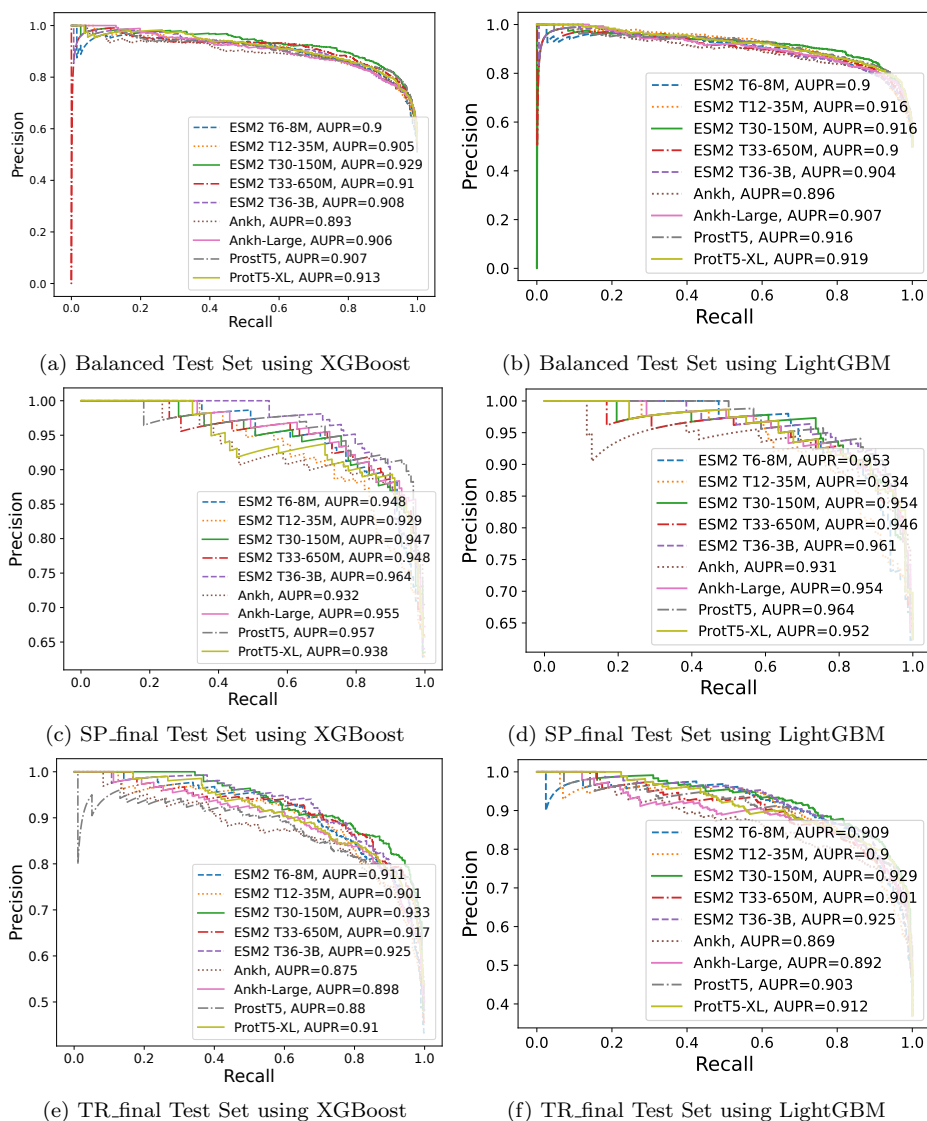 1.0
0.8
0.6
0.4
0.2
0.0
Precision
ESM2 T6-8M, AUPR=0.9
ESM2 T12-35M, AUPR=0.905
ESM2 T30-150M, AUPR=0.929
ESM2 T33-650M, AUPR=0.91
ESM2 T36-3B, AUPR=0.908
Ankh, AUPR=0.893
Ankh-Large, AUPR=0.906
ProstT5, AUPR=0.907
ProtT5-XL, AUPR=0.913
0.0 0.2 0.4 0.6 0.8 1.0
Recall
(a) Balanced Test Set using XGBoost
1.0
0.8
0.6
0.4
0.2
0.0
Precision
ESM2 T6-8M, AUPR=0.9
ESM2 T12-35M, AUPR=0.916
ESM2 T30-150M, AUPR=0.916
ESM2 T33-650M, AUPR=0.9
ESM2 T36-3B, AUPR=0.904
Ankh, AUPR=0.896
Ankh-Large, AUPR=0.907
ProstT5, AUPR=0.916
ProtT5-XL, AUPR=0.919
0.0 0.2 0.4 0.6 0.8 1.0
Recall
(b) Balanced Test Set using LightGBM
1.00
0.95
0.90
0.85
0.80
0.75
0.70
0.65
Precision
ESM2 T6-8M, AUPR=0.948
ESM2 T12-35M, AUPR=0.929
ESM2 T30-150M, AUPR=0.947
ESM2 T33-650M, AUPR=0.948
ESM2 T36-3B, AUPR=0.964
Ankh, AUPR=0.932
Ankh-Large, AUPR=0.955
ProstT5, AUPR=0.957
ProtT5-XL, AUPR=0.938
0.0 0.2 0.4 0.6 0.8 1.0
Recall
(c) SP_final Test Set using XGBoost
1.00
0.95
0.90
0.85
0.80
0.75
0.70
0.65
Precision
ESM2 T6-8M, AUPR=0.953
ESM2 T12-35M, AUPR=0.934
ESM2 T30-150M, AUPR=0.954
ESM2 T33-650M, AUPR=0.946
ESM2 T36-3B, AUPR=0.961
Ankh, AUPR=0.931
Ankh-Large, AUPR=0.954
ProstT5, AUPR=0.964
ProtT5-XL, AUPR=0.952
0.0 0.2 0.4 0.6 0.8 1.0
Recall
(d) SP_final Test Set using LightGBM
1.0
0.9
0.8
0.7
0.6
0.5
Precision
ESM2 T6-8M, AUPR=0.911
ESM2 T12-35M, AUPR=0.901
ESM2 T30-150M, AUPR=0.933
ESM2 T33-650M, AUPR=0.917
ESM2 T36-3B, AUPR=0.925
Ankh, AUPR=0.875
Ankh-Large, AUPR=0.898
ProstT5, AUPR=0.88
ProtT5-XL, AUPR=0.91
0.0 0.2 0.4 0.6 0.8 1.0
Recall
(e) TR_final Test Set using XGBoost
1.0
0.9
0.8
0.7
0.6
0.5
0.4
Precision
ESM2 T6-8M, AUPR=0.909
ESM2 T12-35M, AUPR=0.9
ESM2 T30-150M, AUPR=0.929
ESM2 T33-650M, AUPR=0.901
ESM2 T36-3B, AUPR=0.925
Ankh, AUPR=0.869
Ankh-Large, AUPR=0.892
ProstT5, AUPR=0.903
ProtT5-XL, AUPR=0.912
0.0 0.2 0.4 0.6 0.8 1.0
Recall
(f) TR_final Test Set using LightGBM